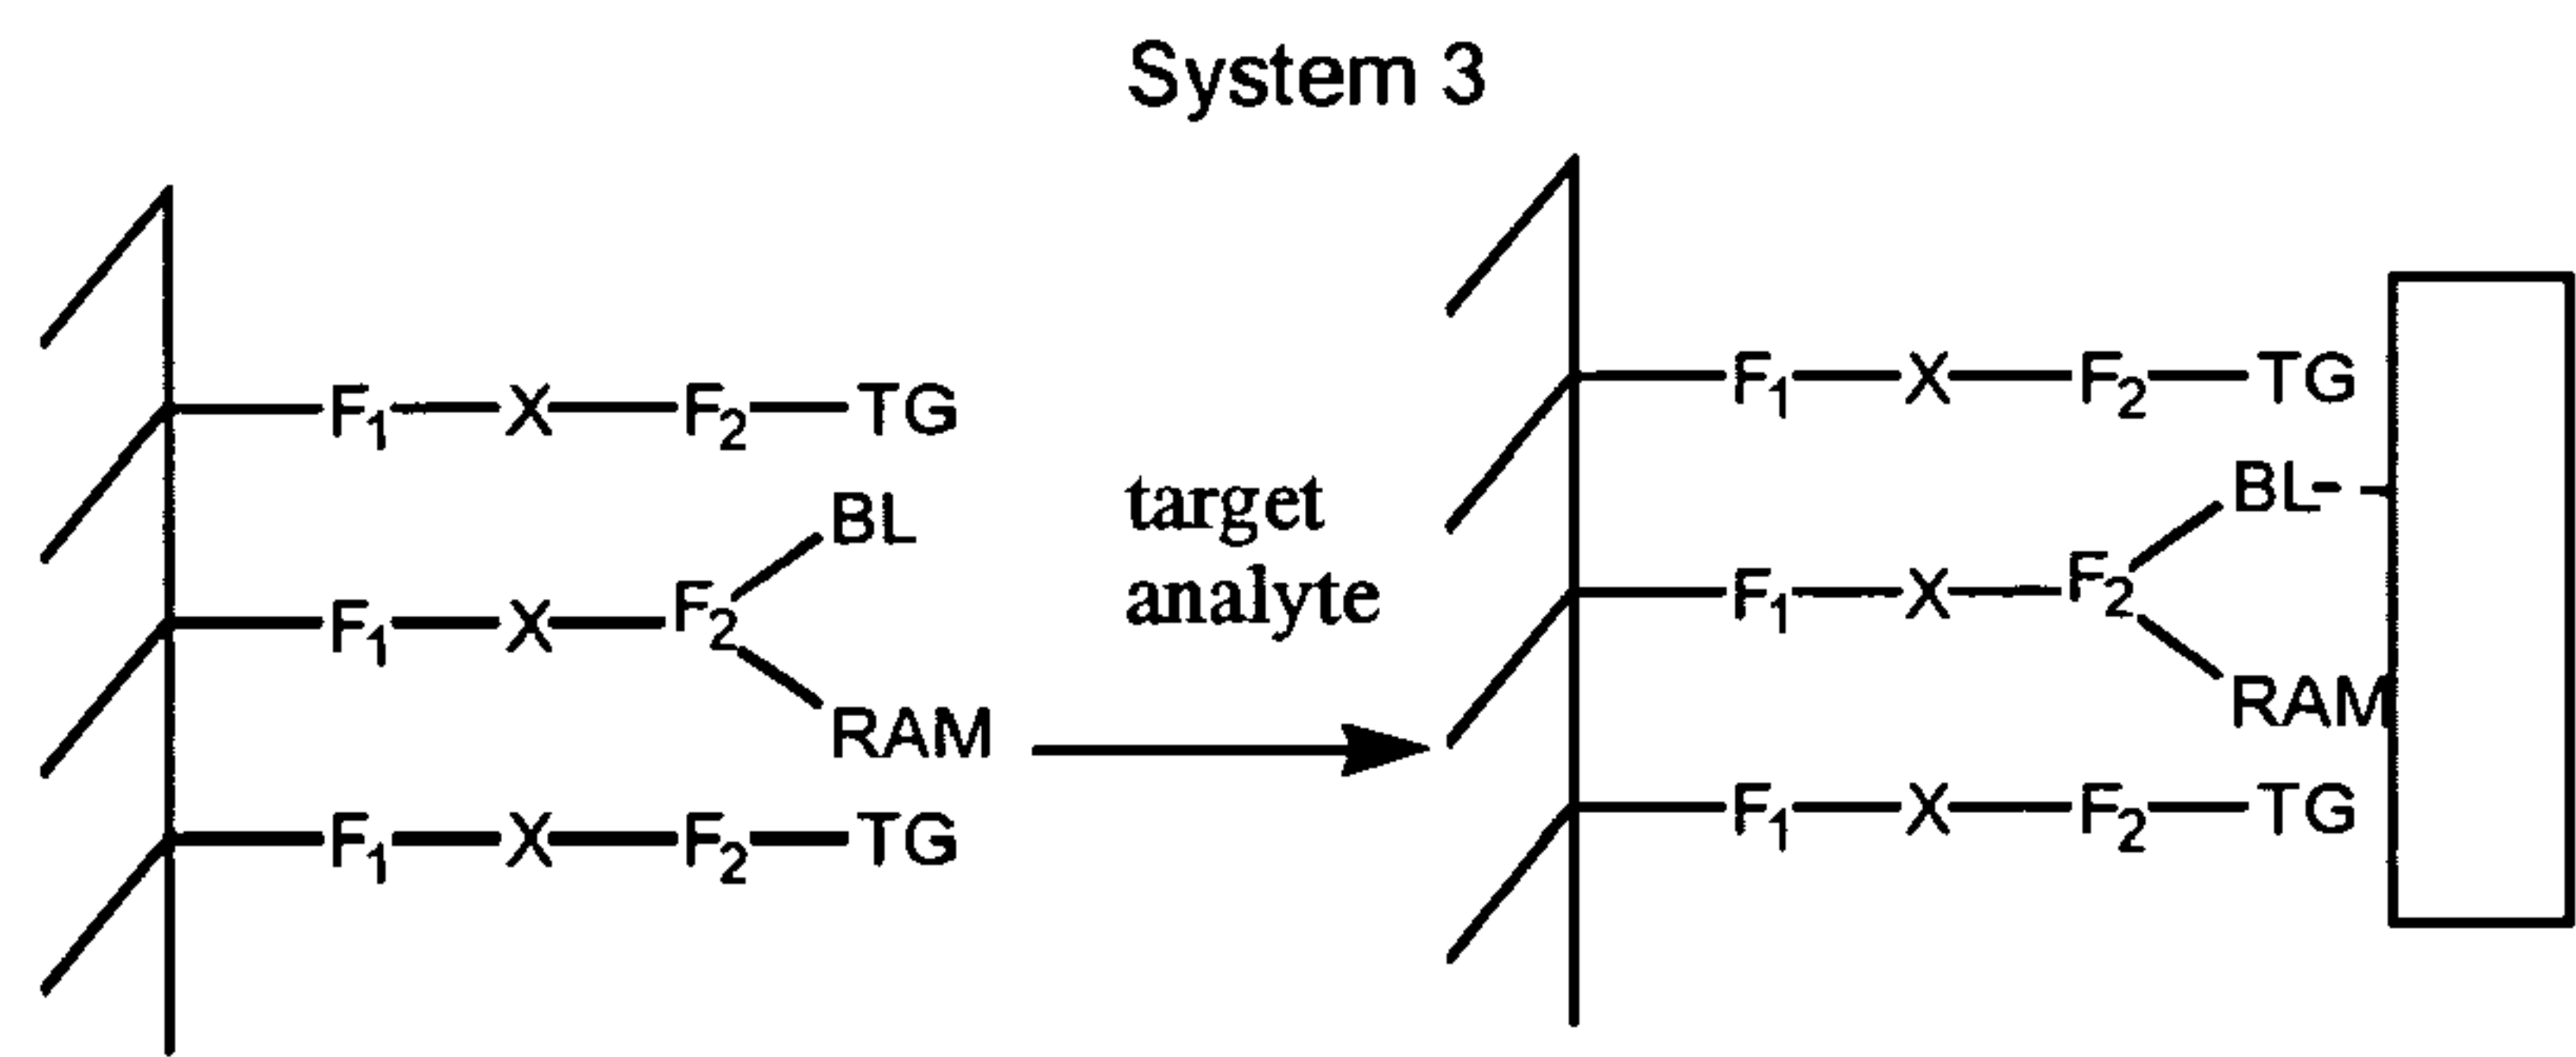 System 3
F₁—X—F₂—TG
BL
F₁—X—F₂
RAM
F₁—X—F₂—TG
target
analyte
F₁—X—F₂—TG
BL
F₁—X—F₂
RAM
F₁—X—F₂—TG